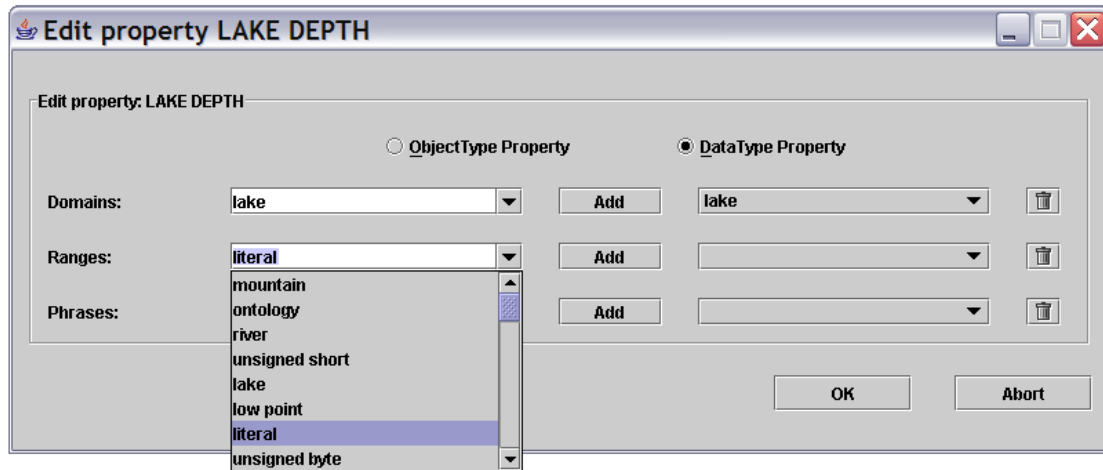 Edit property LAKE DEPTH
Edit property: LAKE DEPTH
ObjectType Property DataType Property
Domains: lake Add lake
Ranges: literal Add
mountain
ontology
Phrases: Add
river
unsigned short
lake
low point
literal
unsigned byte
OK Abort